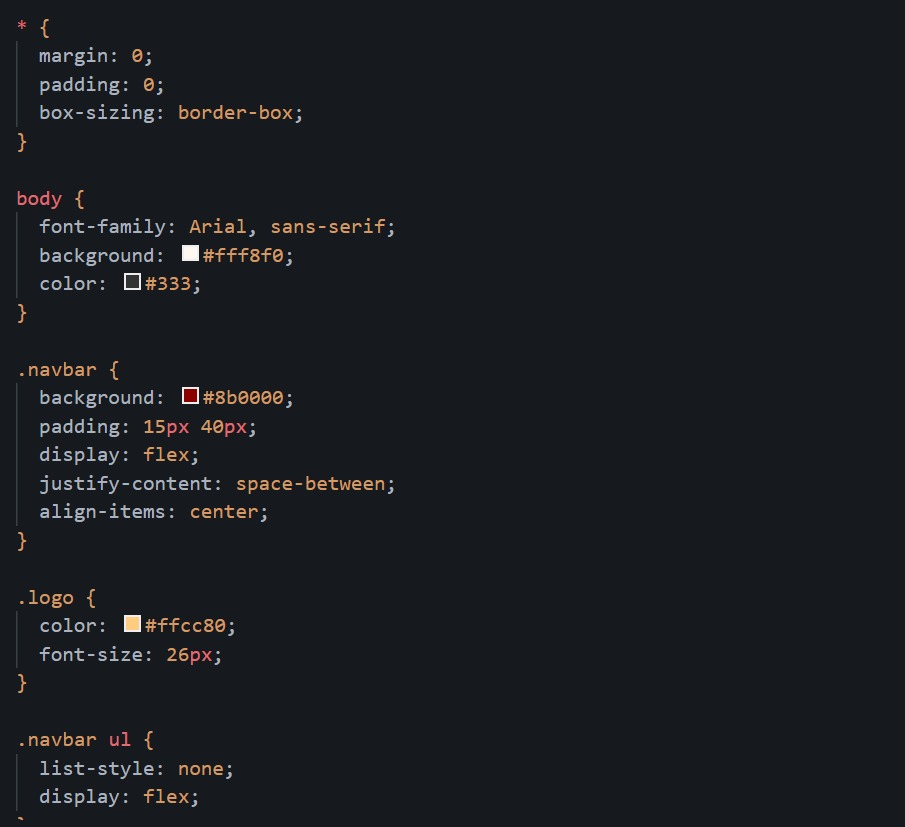 * {
  margin: 0;
  padding: 0;
  box-sizing: border-box;
}

body {
  font-family: Arial, sans-serif;
  background: #fff8f0;
  color: #333;
}

.navbar {
  background: #8b0000;
  padding: 15px 40px;
  display: flex;
  justify-content: space-between;
  align-items: center;
}

.logo {
  color: #ffcc80;
  font-size: 26px;
}

.navbar ul {
  list-style: none;
  display: flex;
}